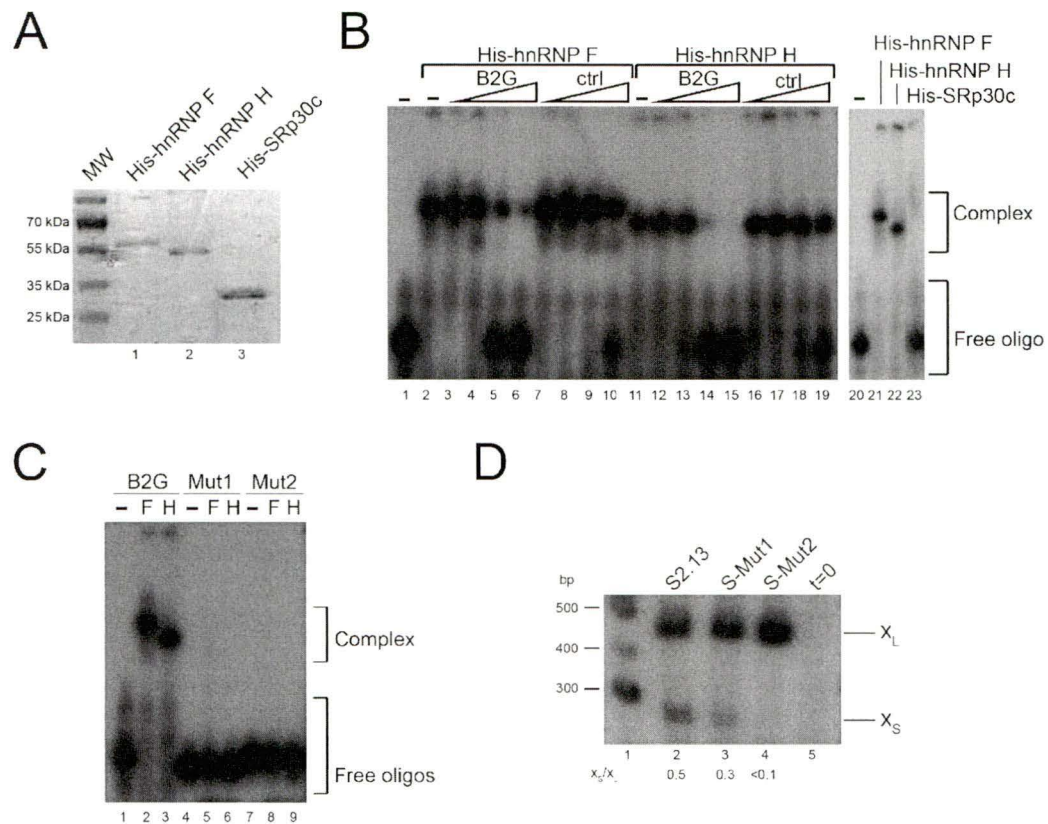 A
MW His-hnRNP F His-hnRNP H His-SRp30c
70 kDa
55 kDa
35 kDa
25 kDa
1 2 3
B
His-hnRNP F His-hnRNP H
B2G ctrl B2G ctrl
– – –
His-hnRNP F
His-hnRNP H
– His-SRp30c
Complex
Free oligo
1 2 3 4 5 6 7 8 9 10 11 12 13 14 15 16 17 18 19 20 21 22 23
C
B2G Mut1 Mut2
– F H – F H – F H
Complex
Free oligos
1 2 3 4 5 6 7 8 9
D
bp S2.13 S-Mut1 S-Mut2 t=0
500
400
300
XL
XS
1 2 3 4 5
0.5 0.3 <0.1